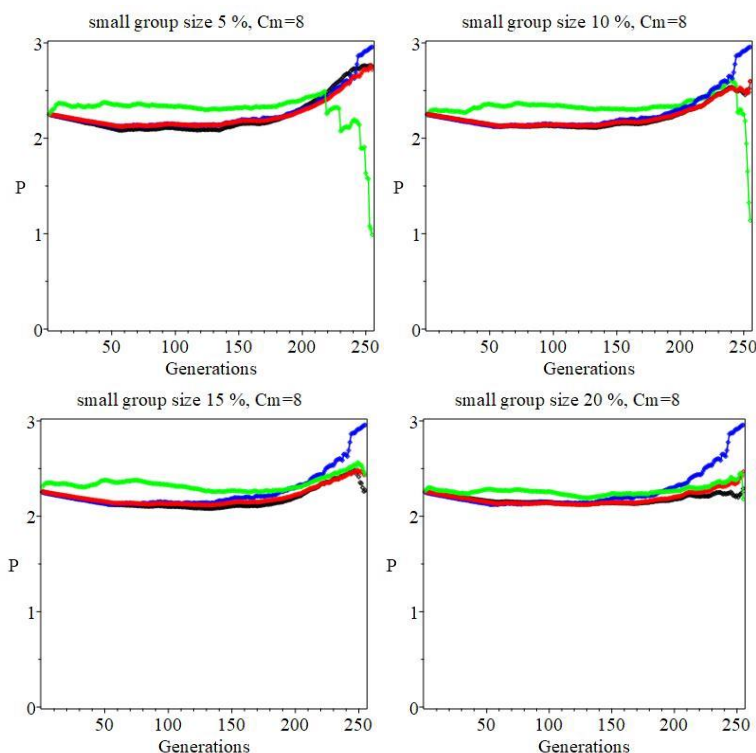 small group size 5 %, Cm=8
3
2
P
1
0
50 100 150 200 250
Generations
small group size 10 %, Cm=8
3
2
P
1
0
50 100 150 200 250
Generations
small group size 15 %, Cm=8
3
2
P
1
0
50 100 150 200 250
Generations
small group size 20 %, Cm=8
3
2
P
1
0
50 100 150 200 250
Generations